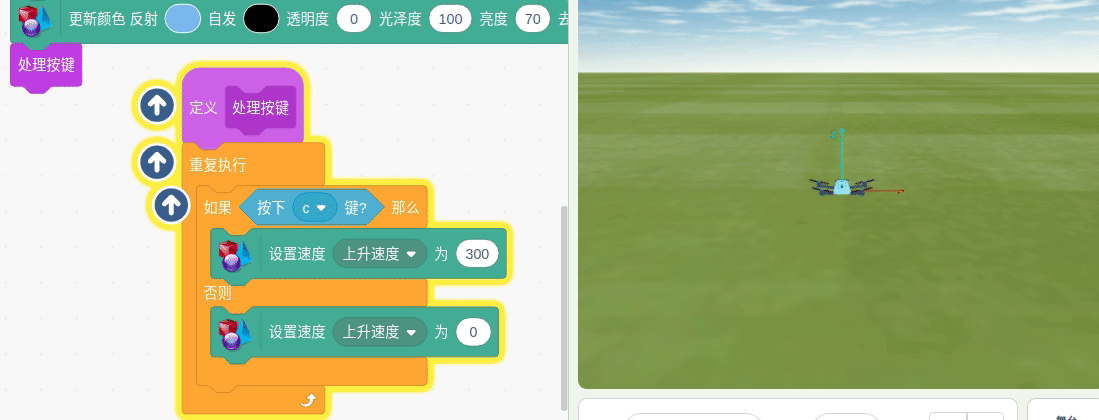 更新颜色 反射 自发 透明度 0 光泽度 100 亮度 70
处理按键
定义 处理按键
重复执行
如果 按下 c 键? 那么
设置速度 上升速度 为 300
否则
设置速度 上升速度 为 0